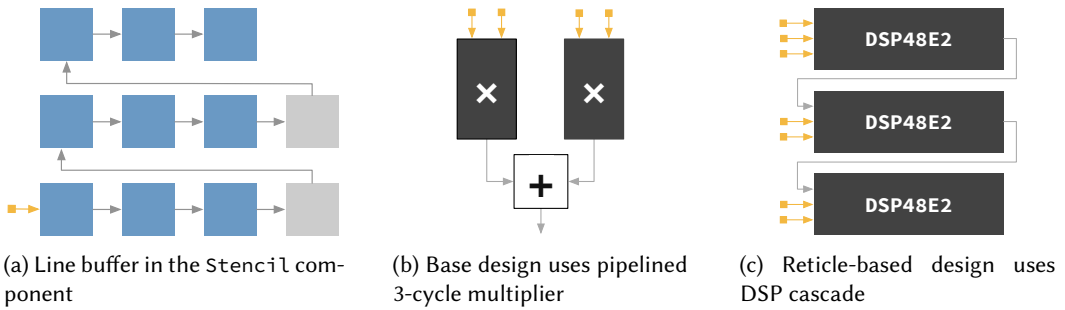 ×
×
+
DSP48E2
DSP48E2
DSP48E2
(a) Line buffer in the Stencil com-
ponent
(b) Base design uses pipelined
3-cycle multiplier
(c) Reticle-based design uses
DSP cascade